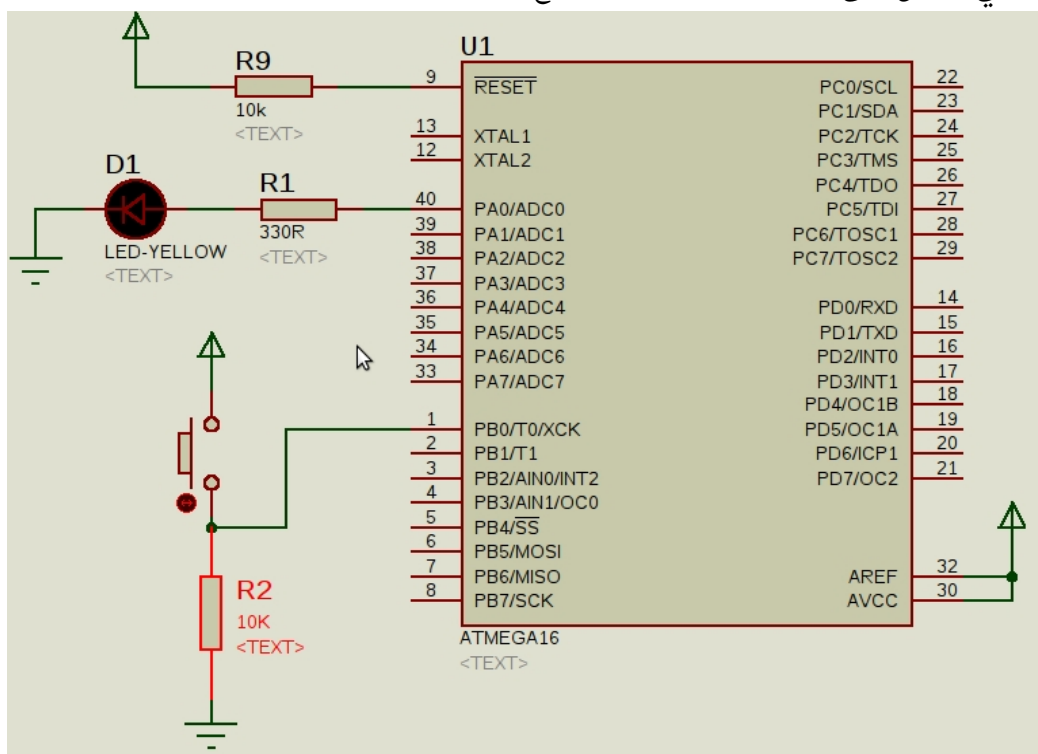 U1
R9
10k
<TEXT>
D1
LED-YELLOW
<TEXT>
R1
330R
<TEXT>
R2
10K
<TEXT>
9 RESET
13 XTAL1
12 XTAL2
40 PA0/ADC0
39 PA1/ADC1
38 PA2/ADC2
37 PA3/ADC3
36 PA4/ADC4
35 PA5/ADC5
34 PA6/ADC6
33 PA7/ADC7
1 PB0/T0/XCK
2 PB1/T1
3 PB2/AIN0/INT2
4 PB3/AIN1/OC0
5 PB4/SS
6 PB5/MOSI
7 PB6/MISO
8 PB7/SCK
PC0/SCL 22
PC1/SDA 23
PC2/TCK 24
PC3/TMS 25
PC4/TDO 26
PC5/TDI 27
PC6/TOSC1 28
PC7/TOSC2 29
PD0/RXD 14
PD1/TXD 15
PD2/INT0 16
PD3/INT1 17
PD4/OC1B 18
PD5/OC1A 19
PD6/ICP1 20
PD7/OC2 21
AREF 32
AVCC 30
ATMEGA16
<TEXT>